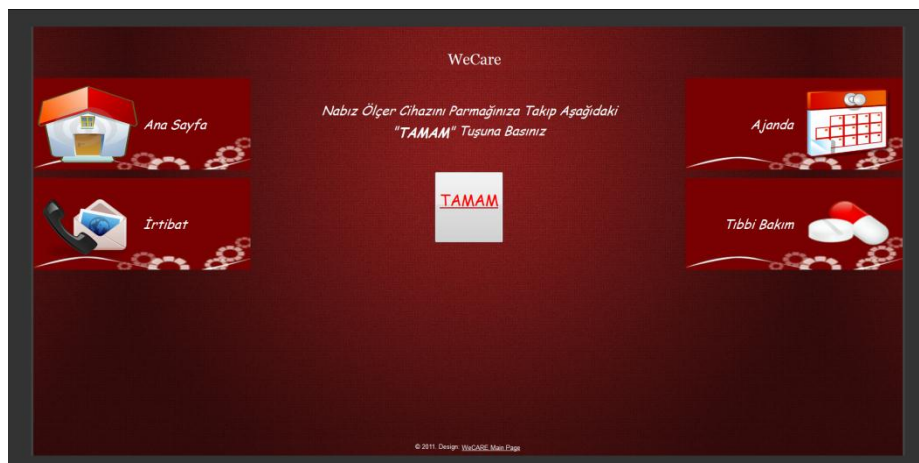 WeCare
Ana Sayfa
Nabız Ölçer Cihazını Parmağınıza Takıp Aşağıdaki
"TAMAM" Tuşuna Basınız
Ajanda
İrtibat
TAMAM
Tıbbi Bakım
© 2011. Design: WeCARE Main Page